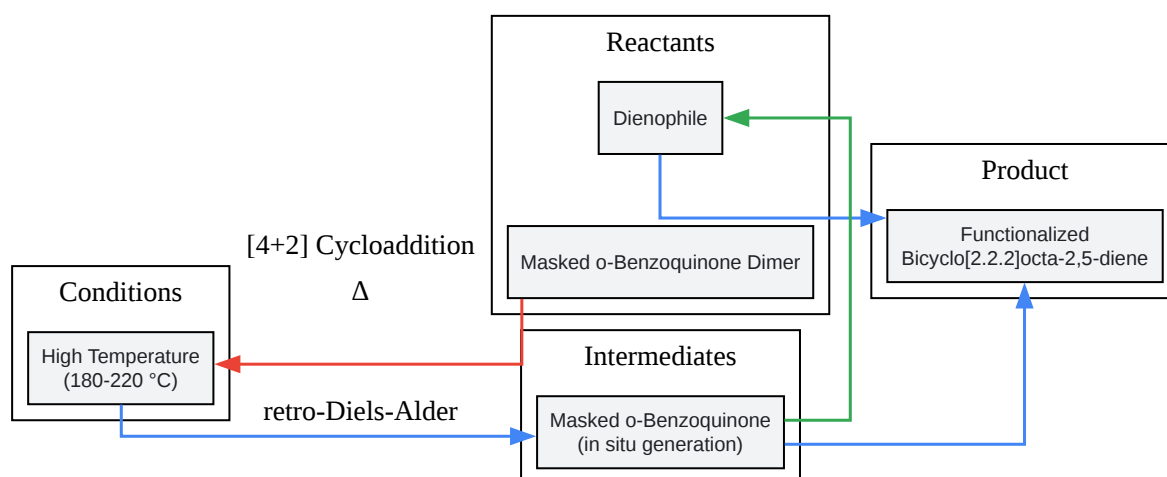 Reactants
Dienophile
Product
Functionalized
Bicyclo[2.2.2]octa-2,5-diene
[4+2] Cycloaddition
Δ
Masked o-Benzoquinone Dimer
Conditions
High Temperature
(180-220 °C)
Intermediates
retro-Diels-Alder
Masked o-Benzoquinone
(in situ generation)